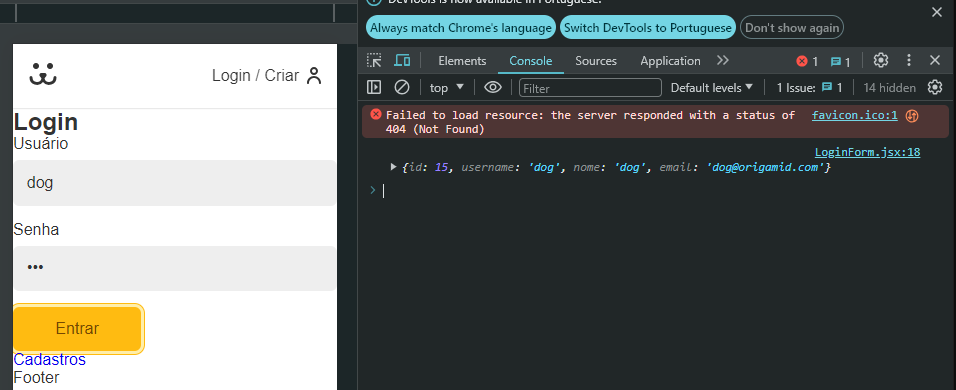 DevTools is now available in Portuguese.
Always match Chrome's language
Switch DevTools to Portuguese
Don't show again
Elements
Console
Sources
Application
1
1
top
Filter
Default levels
1 Issue:
1
14 hidden
Failed to load resource: the server responded with a status of
favicon.ico:1
404 (Not Found)
LoginForm.jsx:18
{id: 15, username: 'dog', nome: 'dog', email: 'dog@origamid.com'}
Login / Criar
Login
Usuário
dog
Senha
•••
Entrar
Cadastros
Footer